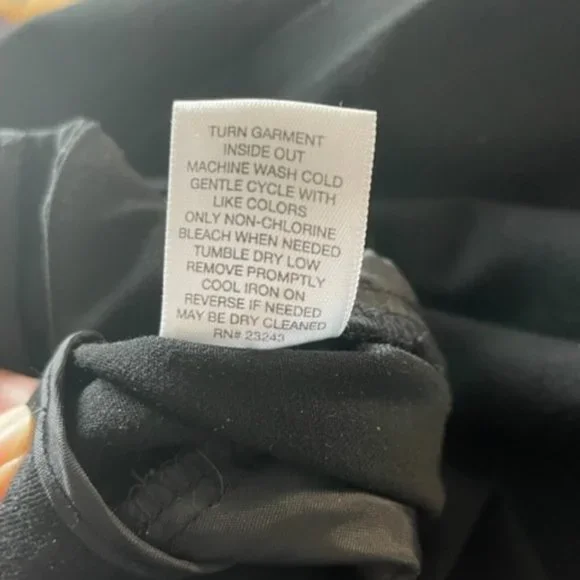 TURN GARMENT
INSIDE OUT
MACHINE WASH COLD
GENTLE CYCLE WITH
LIKE COLORS
ONLY NON-CHLORINE
BLEACH WHEN NEEDED
TUMBLE DRY LOW
REMOVE PROMPTLY
COOL IRON ON
REVERSE IF NEEDED
MAY BE DRY CLEANED
RN# 23243